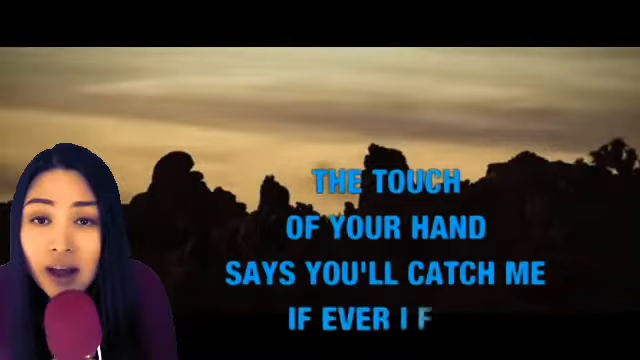 THE TOUCH
OF YOUR HAND
SAYS YOU'LL CATCH ME
IF EVER I F